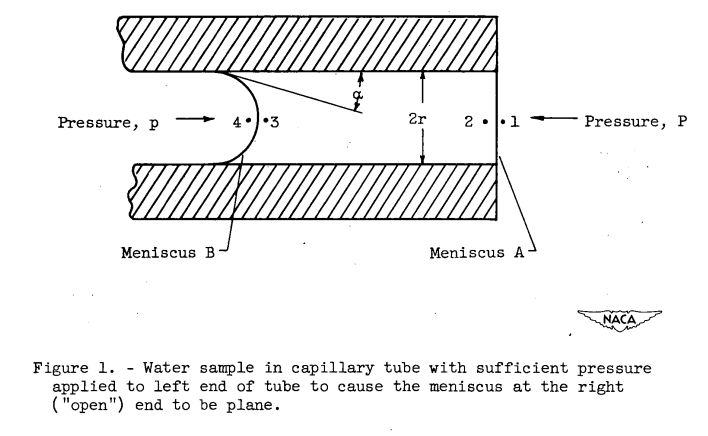 α
Pressure, p 4 3 2r 2 1 Pressure, P
Meniscus B Meniscus A
NACA
Figure 1. - Water sample in capillary tube with sufficient pressure
applied to left end of tube to cause the meniscus at the right
("open") end to be plane.